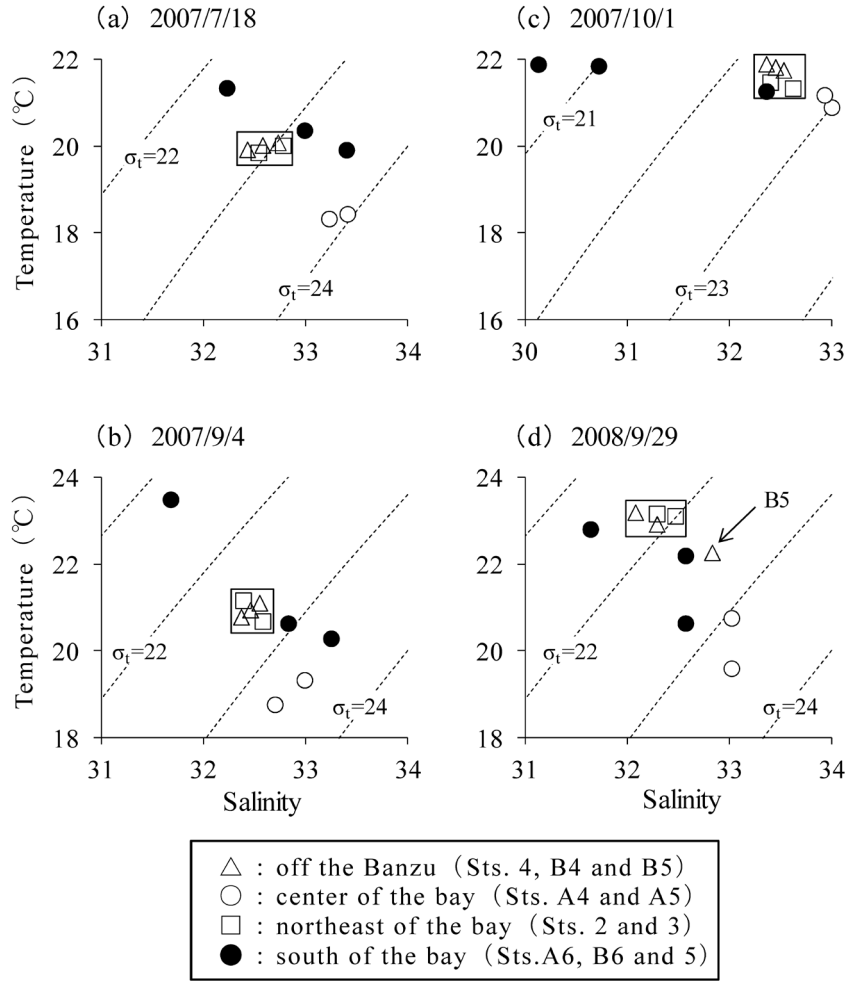 (a) 2007/7/18
(c) 2007/10/1
Temperature (℃)
22
20
18
16
31
32
33
34
σt=22
σt=24
22
20
18
16
30
31
32
33
σt=21
σt=23
(b) 2007/9/4
(d) 2008/9/29
Temperature (℃)
24
22
20
18
31
32
33
34
σt=22
σt=24
Salinity
24
22
20
18
31
32
33
34
B5
σt=22
σt=24
Salinity
△ : off the Banzu (Sts. 4, B4 and B5)
○ : center of the bay (Sts. A4 and A5)
□ : northeast of the bay (Sts. 2 and 3)
● : south of the bay (Sts.A6, B6 and 5)